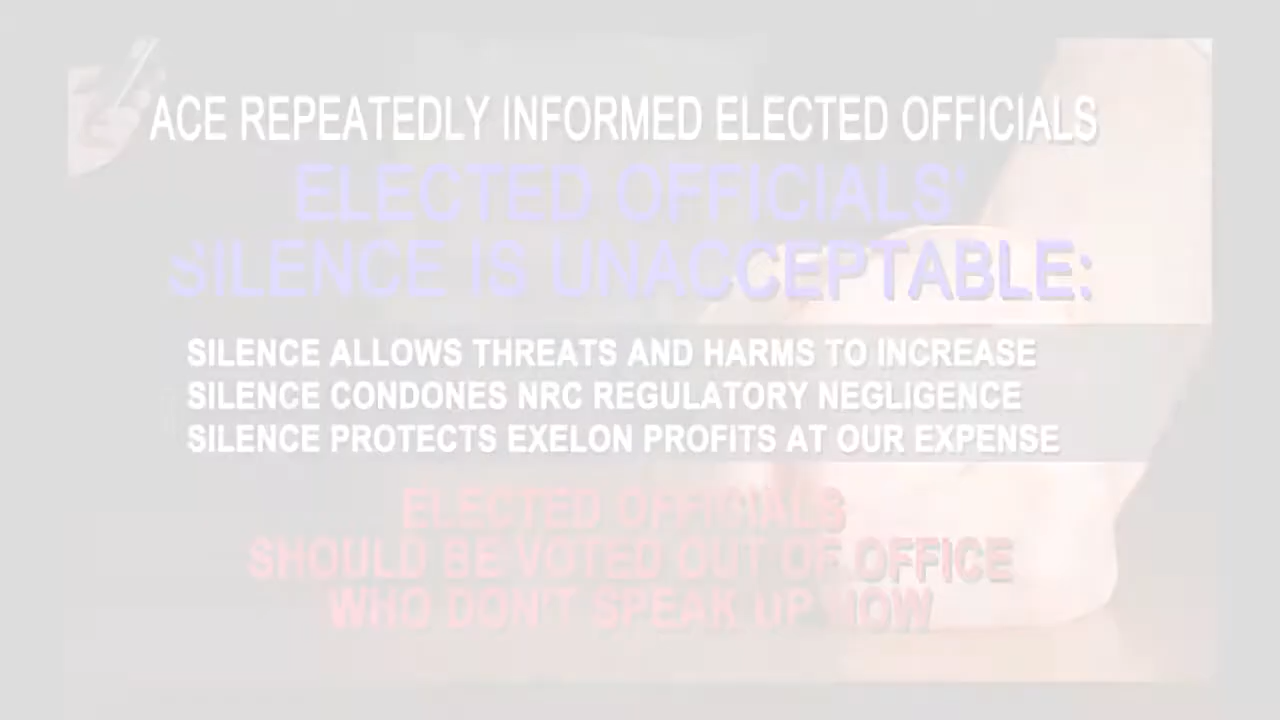 ACE REPEATEDLY INFORMED ELECTED OFFICIALS
ELECTED OFFICIALS'
SILENCE IS UNACCEPTABLE:
SILENCE ALLOWS THREATS AND HARMS TO INCREASE
SILENCE CONDONES NRC REGULATORY NEGLIGENCE
SILENCE PROTECTS EXELON PROFITS AT OUR EXPENSE
ELECTED OFFICIALS
SHOULD BE VOTED OUT OF OFFICE
WHO DON'T SPEAK UP NOW